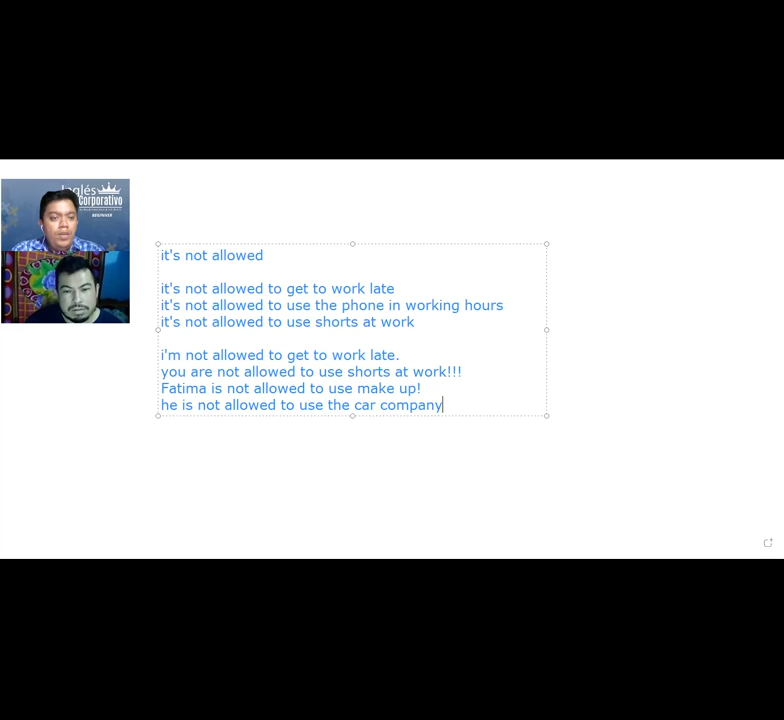 Inglés
Corporativo
BEGINNER
it's not allowed
it's not allowed to get to work late
it's not allowed to use the phone in working hours
it's not allowed to use shorts at work
i'm not allowed to get to work late.
you are not allowed to use shorts at work!!!
Fatima is not allowed to use make up!
he is not allowed to use the car company